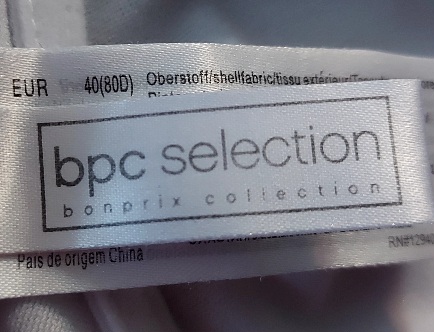 EUR 40(80D) Oberstoff/shellfabric/tissu extérieur/
bpc selection
bonprix collection
País de origem China